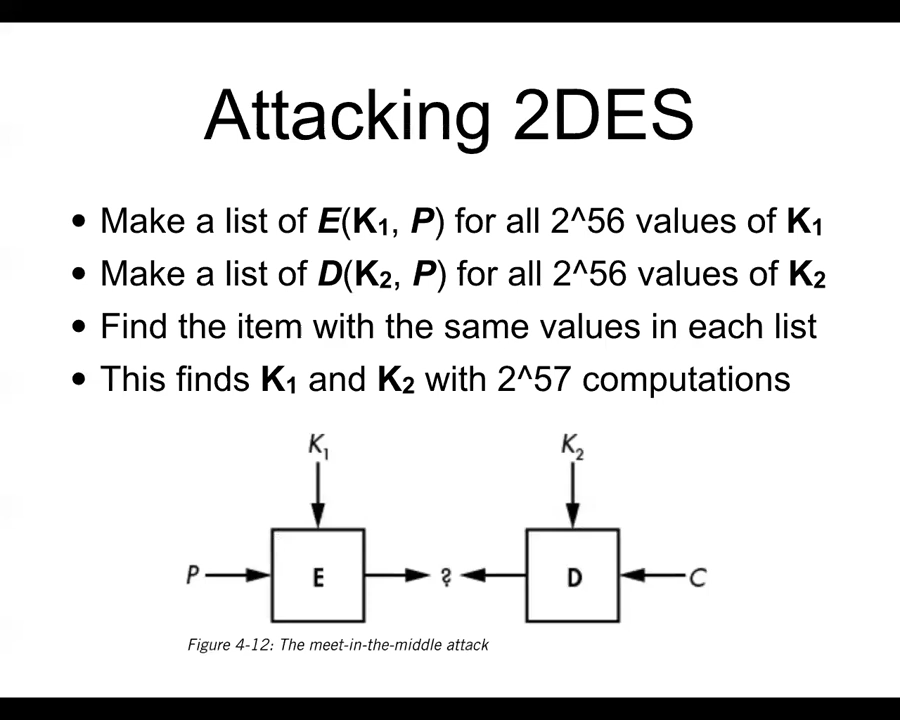 Attacking 2DES
• Make a list of E(K₁, P) for all 2^56 values of K₁
• Make a list of D(K₂, P) for all 2^56 values of K₂
• Find the item with the same values in each list
• This finds K₁ and K₂ with 2^57 computations
K₁ K₂
P E ? D C
Figure 4-12: The meet-in-the-middle attack